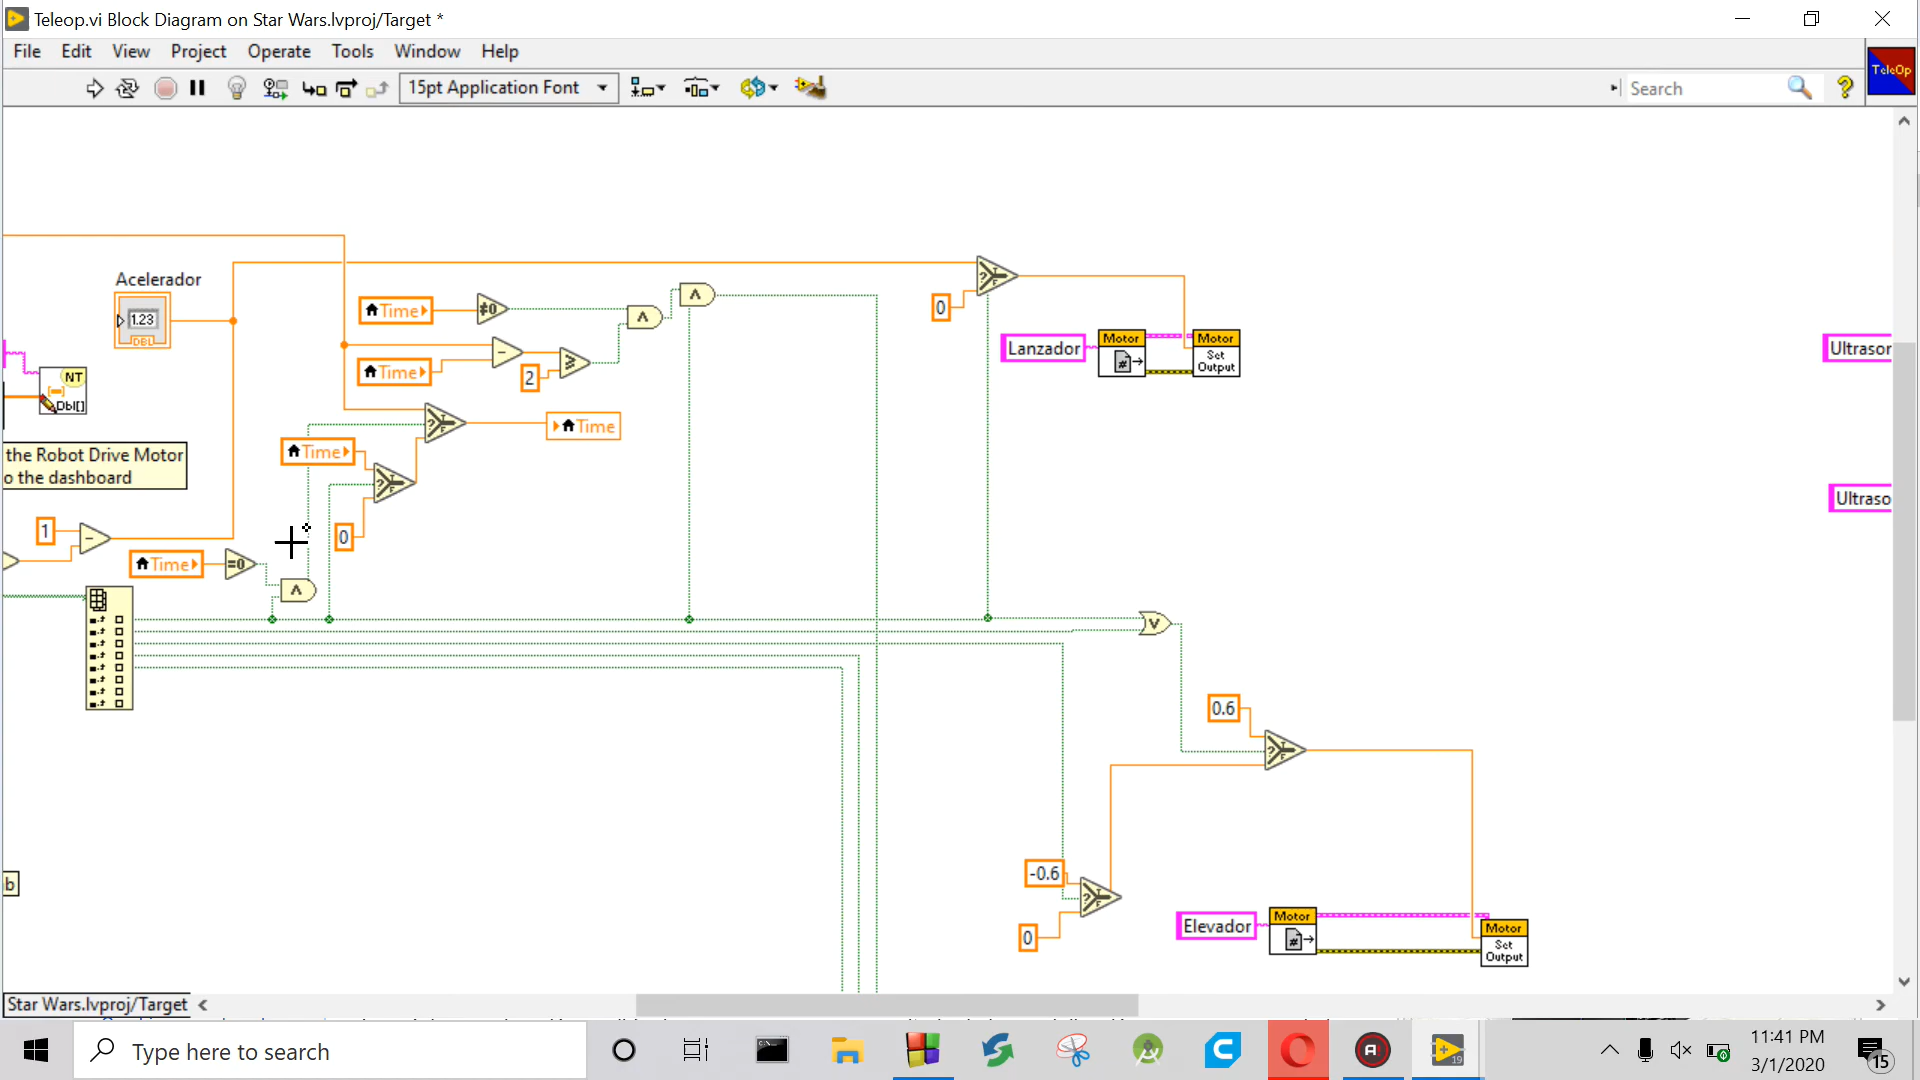 Teleop.vi Block Diagram on Star Wars.lvproj/Target *
File Edit View Project Operate Tools Window Help
15pt Application Font
Search
TeleOp
Acelerador
1.23
DBL
Time
≠0
Time
2
NT
Dbl[]
Time
Time
the Robot Drive Motor
o the dashboard
0
1
Time
=0
0
Lanzador
Motor
Motor
Set
Output
Ultrasor
Ultraso
0.6
-0.6
0
Elevador
Motor
Motor
Set
Output
b
Star Wars.lvproj/Target
Type here to search
19
11:41 PM
3/1/2020
15